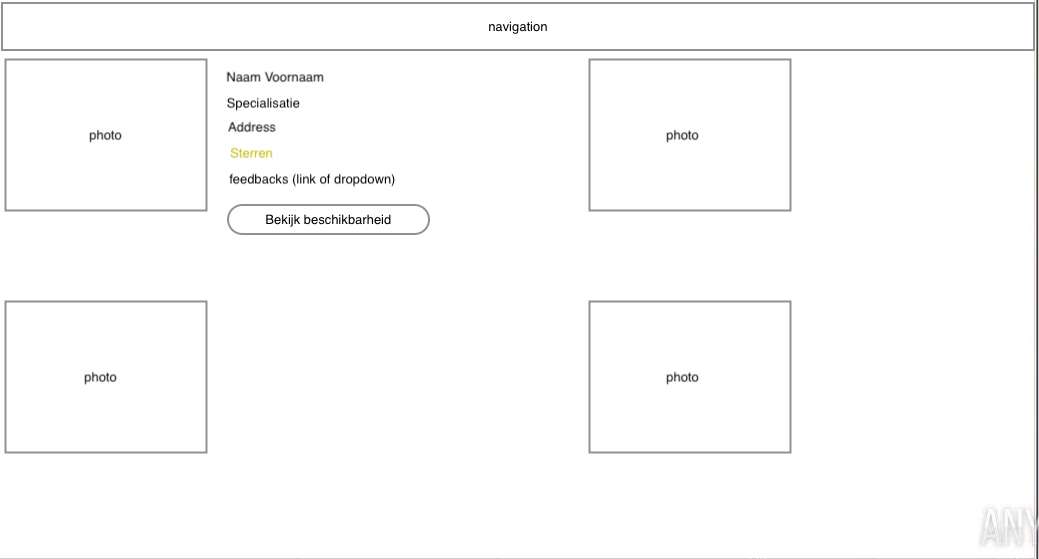 navigation
photo
Naam Voornaam
Specialisatie
Address
Sterren
feedbacks (link of dropdown)
Bekijk beschikbarheid
photo
photo
photo
ANY